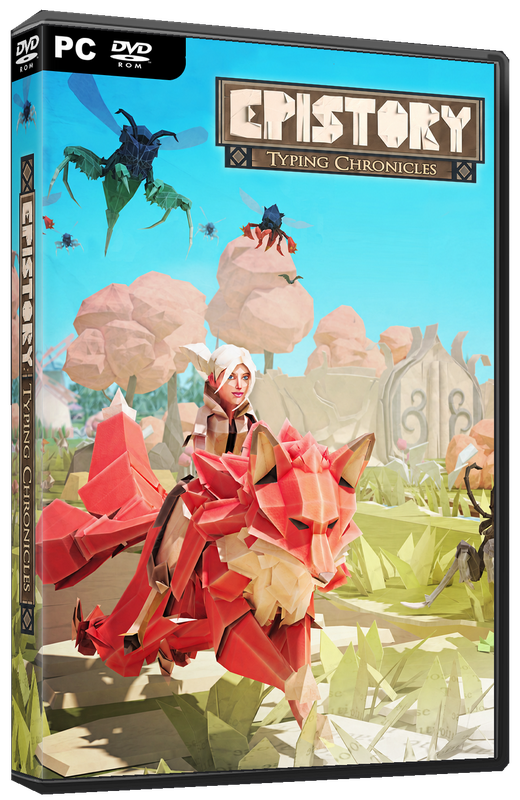 DVD
ROM
PC DVD
ROM
EPISTORY
TYPING CHRONICLES
EPISTORY: TYPING CHRONICLES